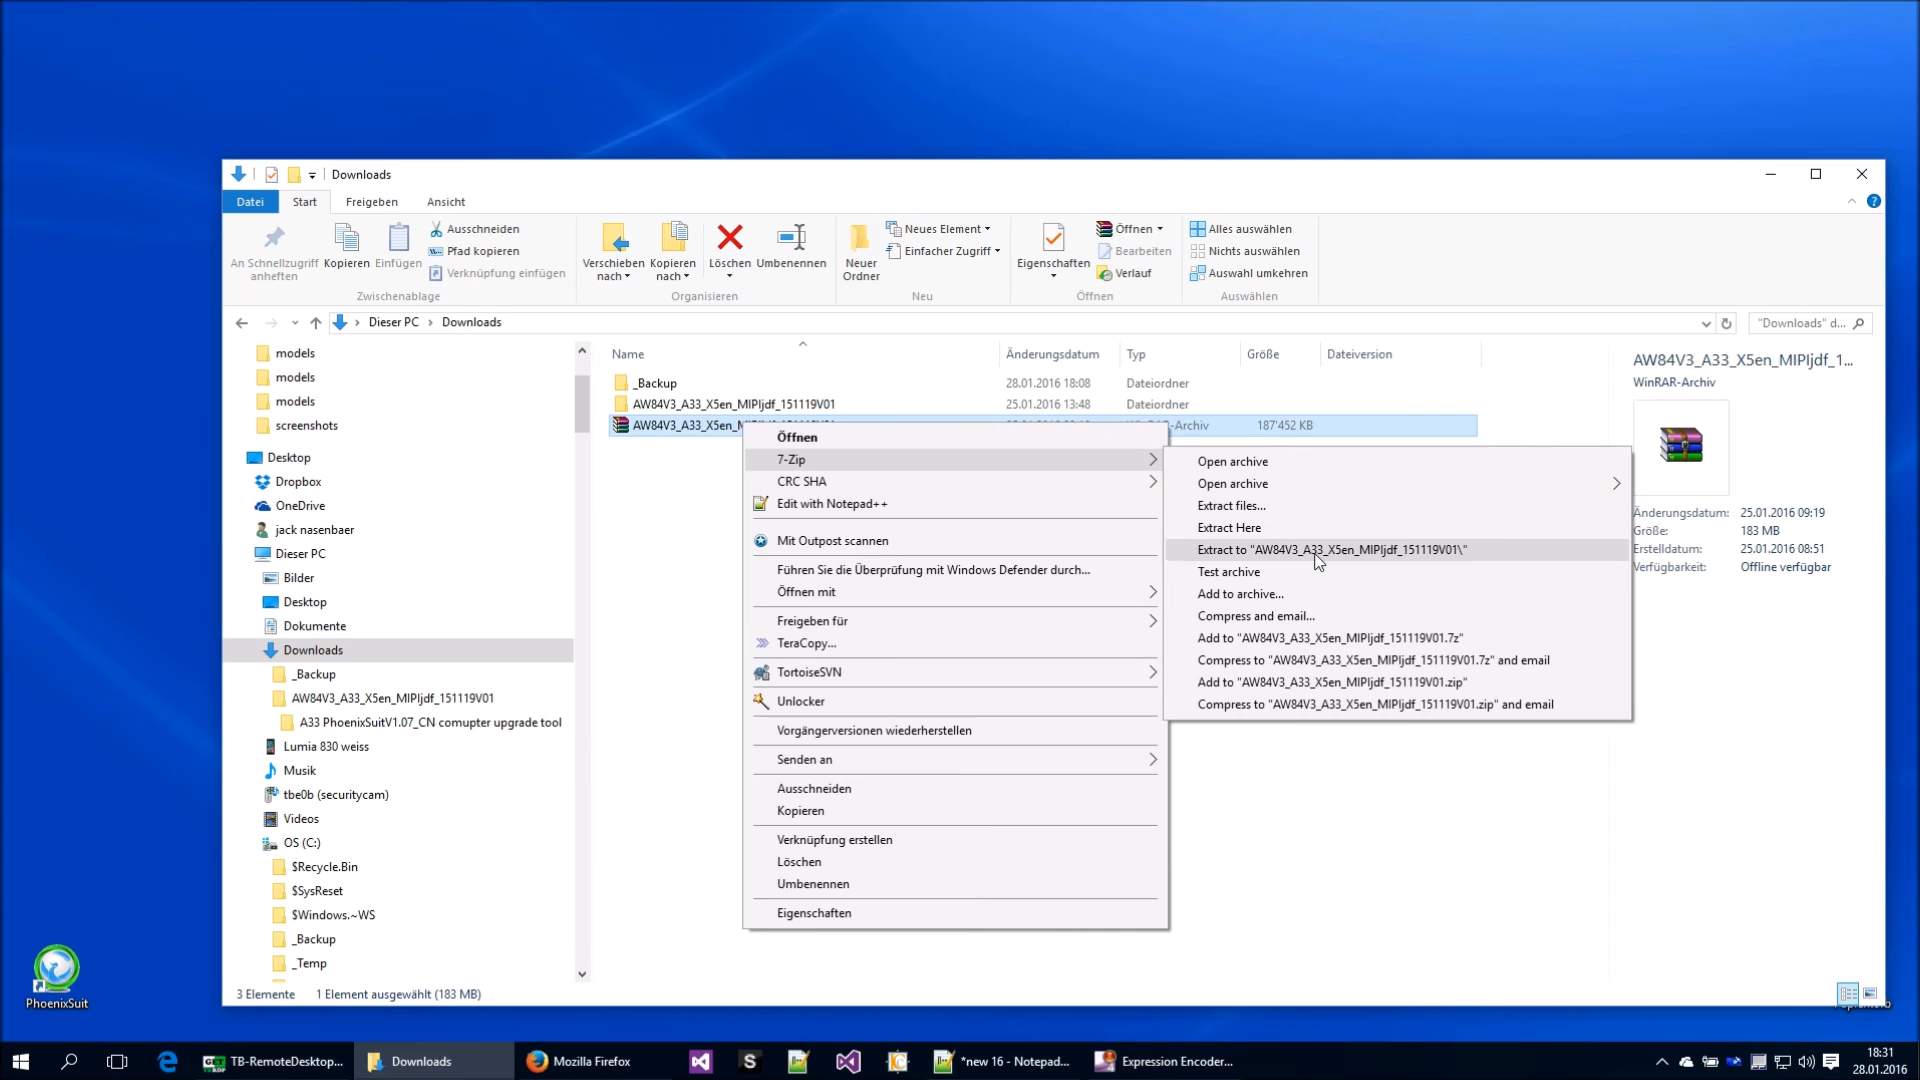 Downloads
Datei
Start
Freigeben
Ansicht
An Schnellzugriff
anheften
Kopieren
Einfügen
Ausschneiden
Pfad kopieren
Verknüpfung einfügen
Zwischenablage
Verschieben
nach
Kopieren
nach
Löschen
Umbenennen
Organisieren
Neuer
Ordner
Neues Element
Einfacher Zugriff
Neu
Eigenschaften
Öffnen
Bearbeiten
Verlauf
Öffnen
Alles auswählen
Nichts auswählen
Auswahl umkehren
Auswählen
Dieser PC > Downloads
"Downloads" d...
models
models
models
screenshots
Desktop
Dropbox
OneDrive
jack nasenbaer
Dieser PC
Bilder
Desktop
Dokumente
Downloads
_Backup
AW84V3_A33_X5en_MIPIjdf_151119V01
A33 PhoenixSuitV1.07_CN comupter upgrade tool
Lumia 830 weiss
Musik
tbe0b (securitycam)
Videos
OS (C:)
$Recycle.Bin
$SysReset
$Windows.~WS
_Backup
_Temp
Name Änderungsdatum Typ Größe Dateiversion
_Backup 28.01.2016 18:08 Dateiordner
AW84V3_A33_X5en_MIPIjdf_151119V01 25.01.2016 13:48 Dateiordner
AW84V3_A33_X5en_M -Archiv 187'452 KB
Öffnen
7-Zip
CRC SHA
Edit with Notepad++
Mit Outpost scannen
Führen Sie die Überprüfung mit Windows Defender durch...
Öffnen mit
Freigeben für
TeraCopy...
TortoiseSVN
Unlocker
Vorgängerversionen wiederherstellen
Senden an
Ausschneiden
Kopieren
Verknüpfung erstellen
Löschen
Umbenennen
Eigenschaften
Open archive
Open archive
Extract files...
Extract Here
Extract to "AW84V3_A33_X5en_MIPIjdf_151119V01\"
Test archive
Add to archive...
Compress and email...
Add to "AW84V3_A33_X5en_MIPIjdf_151119V01.7z"
Compress to "AW84V3_A33_X5en_MIPIjdf_151119V01.7z" and email
Add to "AW84V3_A33_X5en_MIPIjdf_151119V01.zip"
Compress to "AW84V3_A33_X5en_MIPIjdf_151119V01.zip" and email
AW84V3_A33_X5en_MIPIjdf_1...
WinRAR-Archiv
Änderungsdatum: 25.01.2016 09:19
Größe: 183 MB
Erstelldatum: 25.01.2016 08:51
Verfügbarkeit: Offline verfügbar
3 Elemente 1 Element ausgewählt (183 MB)
PhoenixSuit
TB-RemoteDesktop...
Downloads
Mozilla Firefox
*new 16 - Notepad...
Expression Encoder...
18:31
28.01.2016